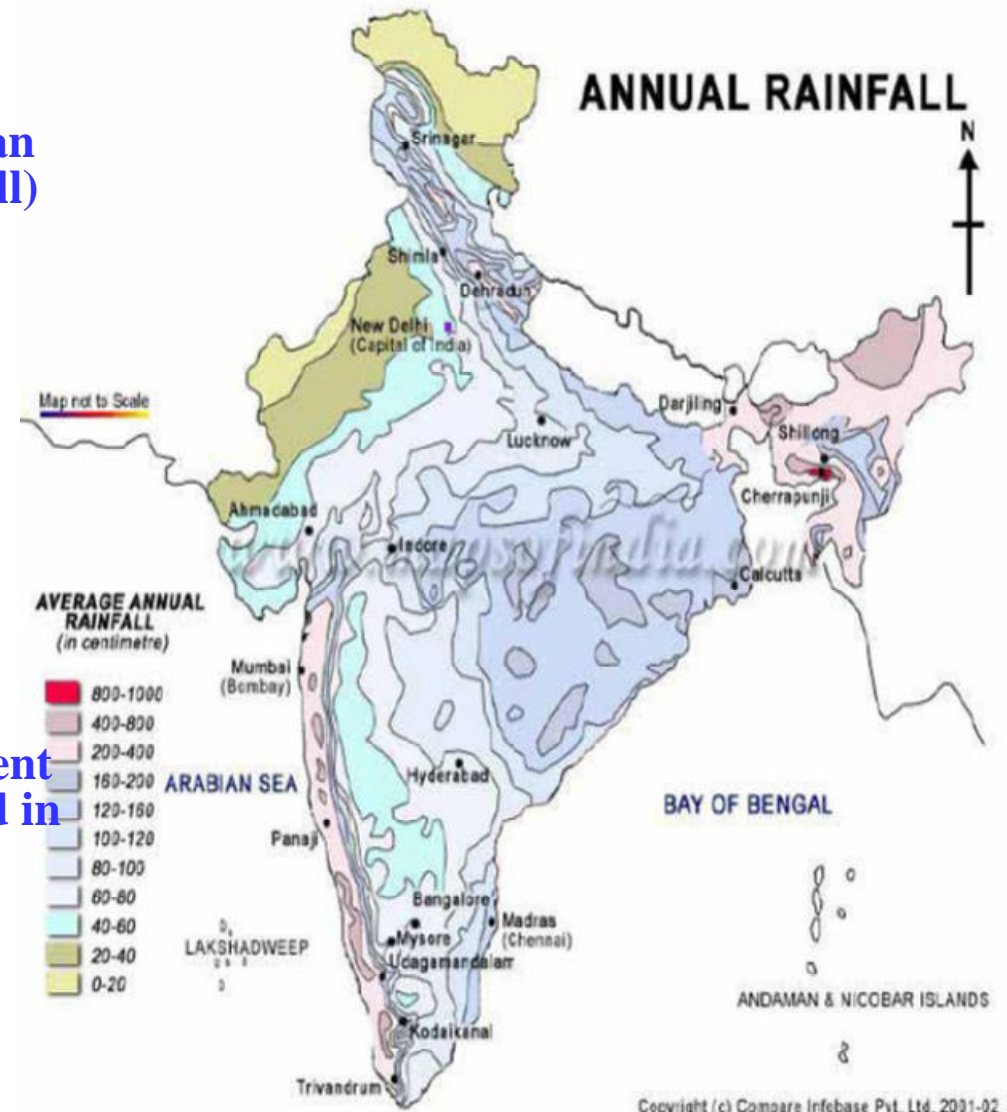 ANNUAL RAINFALL
N
an
ll)
Srinagar
Shimla
Dehradun
New Delhi
(Capital of India)
Map not to Scale
Darjiling
Lucknow
Shillong
Cherrapunji
Ahmadabad
Indore
Calcutta
AVERAGE ANNUAL
RAINFALL
(in centimetre)
Mumbai
(Bombay)
800-1000
400-800
200-400
160-200
120-160
100-120
80-100
60-80
40-60
20-40
0-20
ent
d in
ARABIAN SEA
Hyderabad
BAY OF BENGAL
Panaji
Bangalore
Madras
(Chennai)
Mysore
LAKSHADWEEP
Udagamandalam
ANDAMAN & NICOBAR ISLANDS
Kodaikanal
Trivandrum
Copyright (c) Compare Infobase Pvt. Ltd. 2001-02